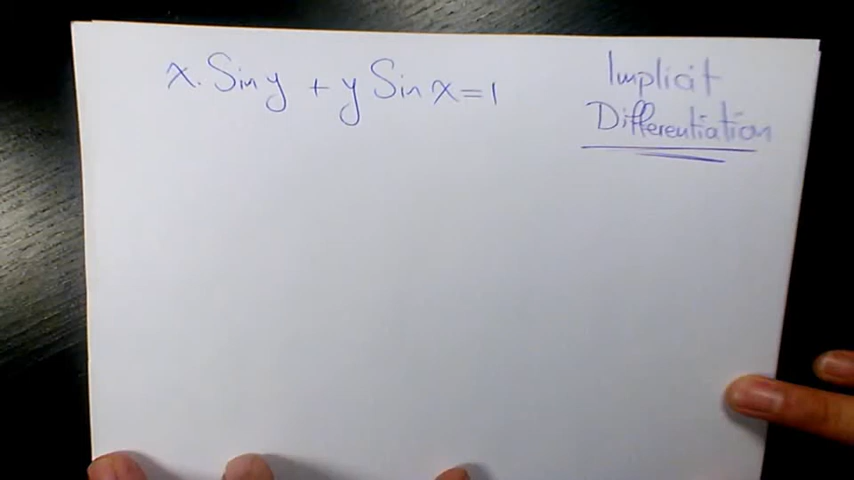 x. Sin y + y Sin x = 1
Implicit
Differentiation